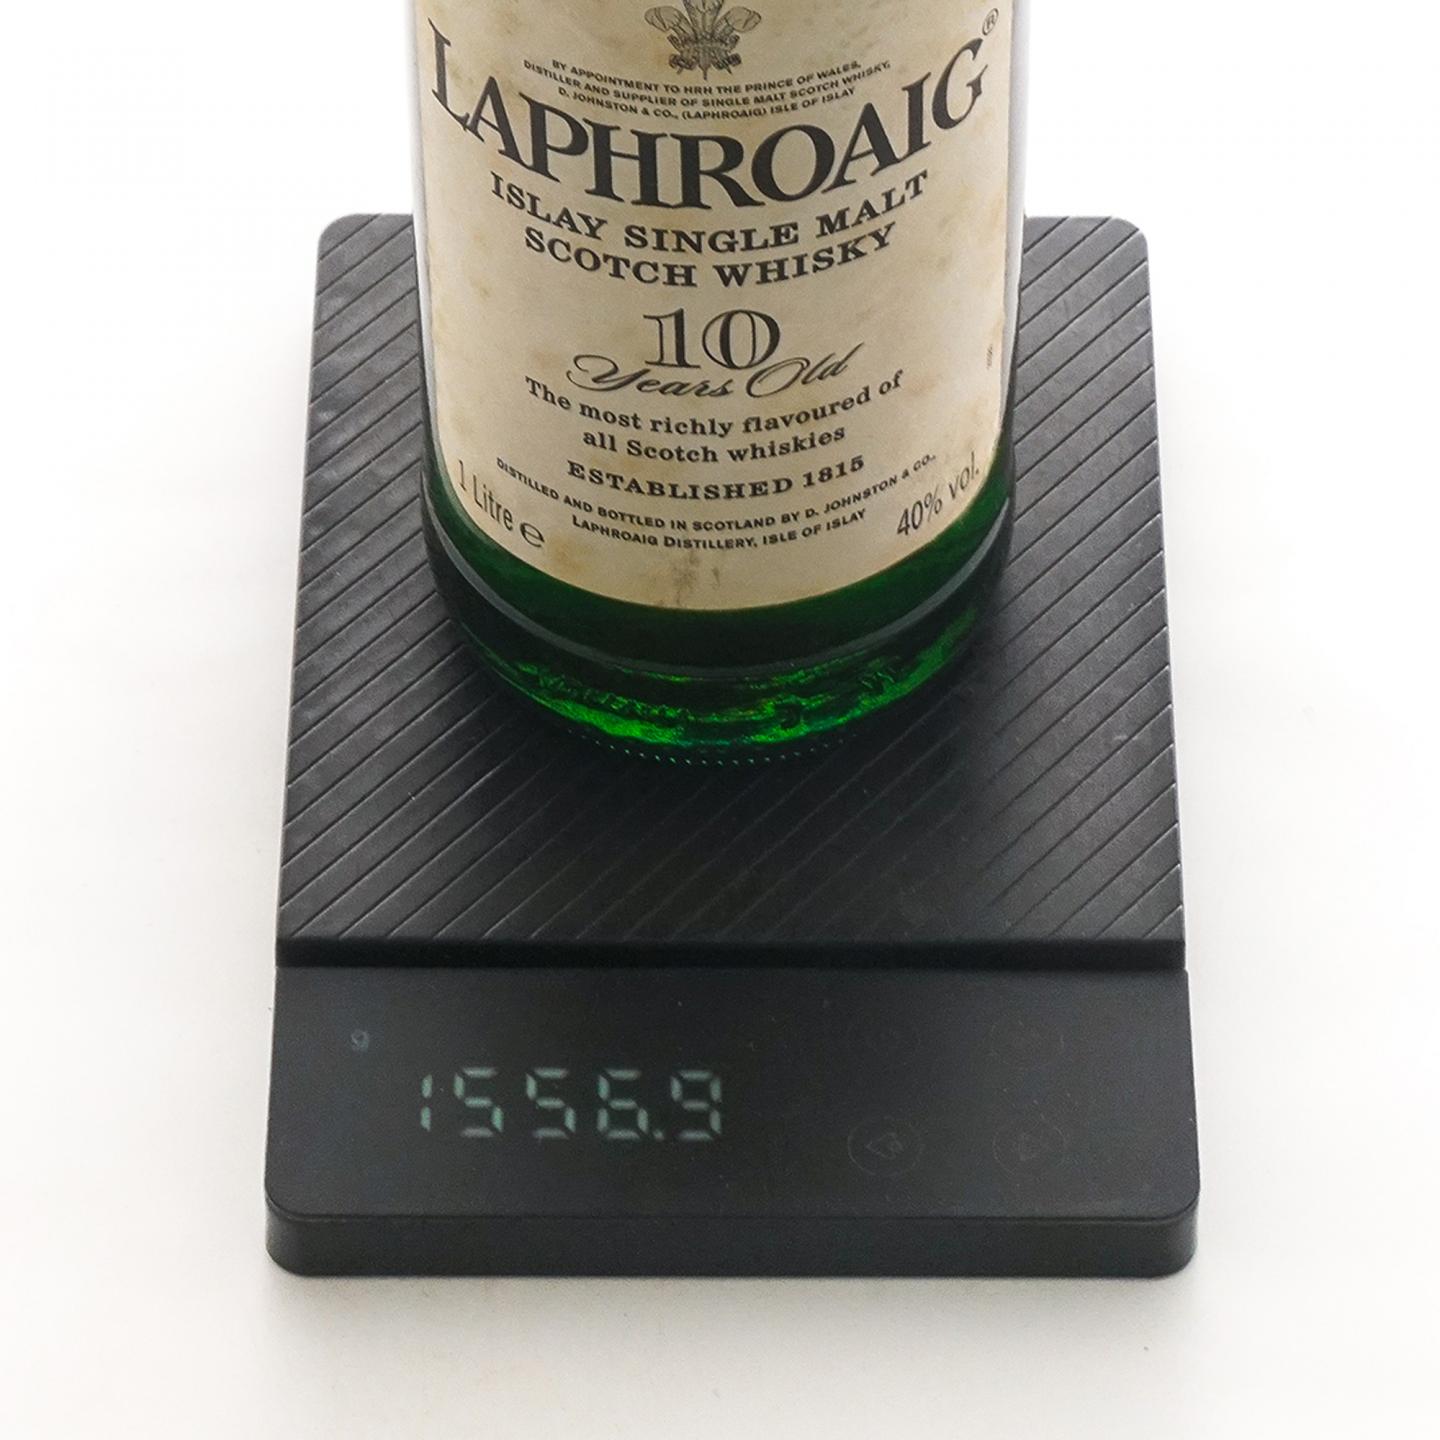 BY APPOINTMENT TO HRH THE PRINCE OF WALES,
DISTILLER AND SUPPLIER OF SINGLE MALT SCOTCH WHISKY,
D. JOHNSTON & CO., (LAPHROAIG) ISLE OF ISLAY
LAPHROAIG®
ISLAY SINGLE MALT
SCOTCH WHISKY
10
Years Old
The most richly flavoured of
all Scotch whiskies
ESTABLISHED 1815
DISTILLED AND BOTTLED IN SCOTLAND BY D. JOHNSTON & CO.,
LAPHROAIG DISTILLERY, ISLE OF ISLAY
1 Litre e
40% vol.
g
1556.9